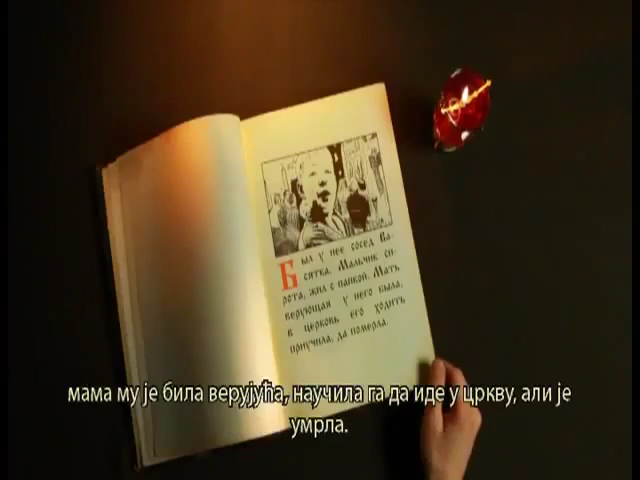 Был у нее сосед Ва-
сятка. Мальчик си-
рота, жил с папкой. Мать
верующая у него была,
в церковь его ходить
приучила, да померла.
мама му је била верујућа, научила га да иде у цркву, али је
умрла.